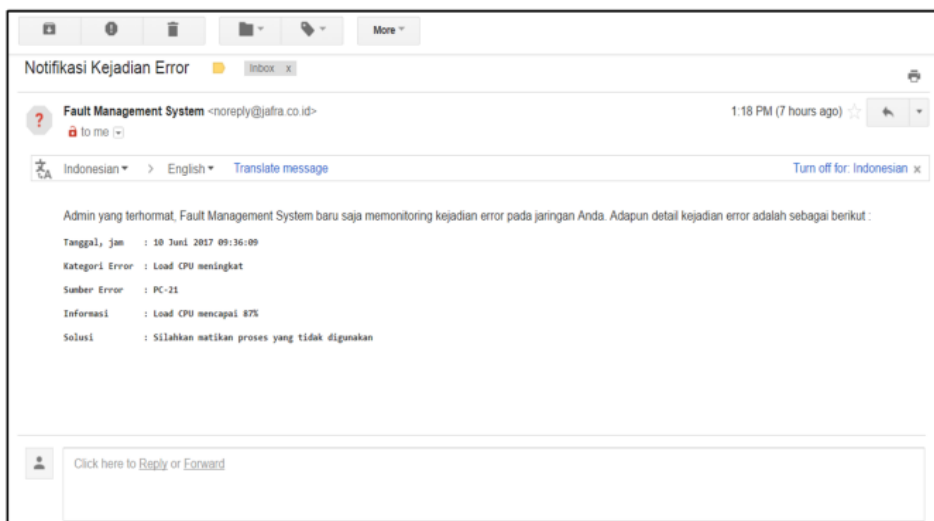 More
Notifikasi Kejadian Error
Inbox x
Fault Management System <noreply@jafra.co.id>
1:18 PM (7 hours ago)
to me
Indonesian > English Translate message
Turn off for: Indonesian x
Admin yang terhormat, Fault Management System baru saja memonitoring kejadian error pada jaringan Anda. Adapun detail kejadian error adalah sebagai berikut :
Tanggal, jam : 10 Juni 2017 09:36:09
Kategori Error : Load CPU meningkat
Sumber Error : PC-21
Informasi : Load CPU mencapai 87%
Solusi : Silahkan matikan proses yang tidak digunakan
Click here to Reply or Forward